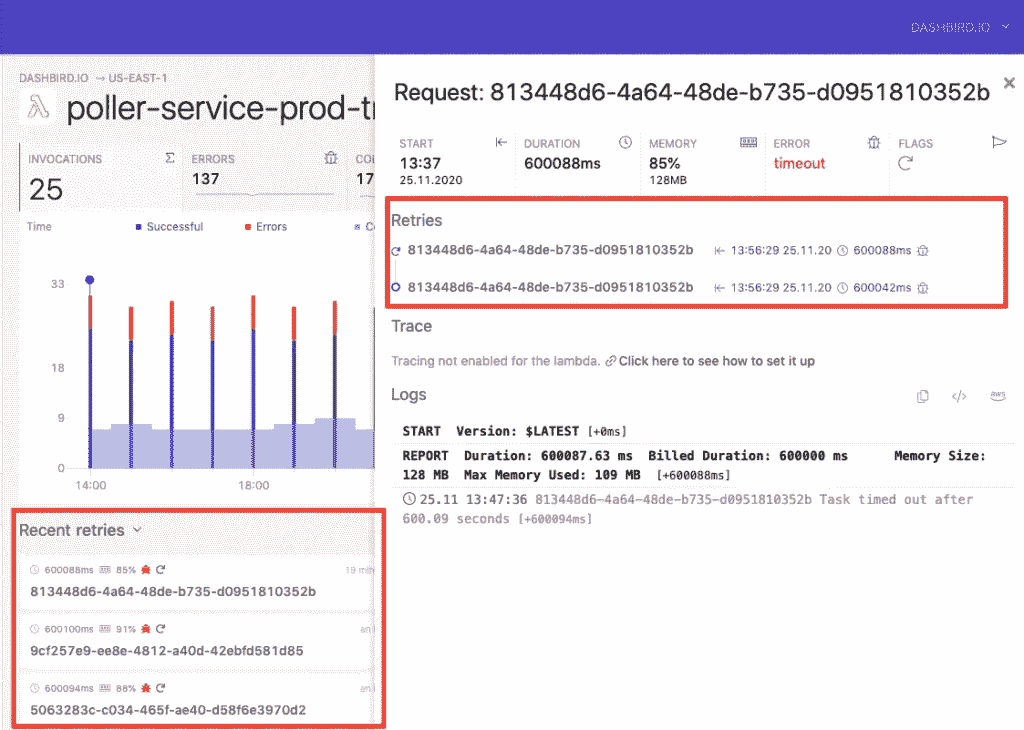 DASHBIRD.IO
DASHBIRD.IO → US-EAST-1
poller-service-prod-t
INVOCATIONS
25
ERRORS
137
17
Time
Successful
Errors
33
18
9
0
14:00
18:00
Recent retries
600088ms 85%
19
813448d6-4a64-48de-b735-d0951810352b
600100ms 91%
an
9cf257e9-ee8e-4812-a40d-42ebfd581d85
600094ms 88%
an
5063283c-c034-465f-ae40-d58f6e3970d2
Request: 813448d6-4a64-48de-b735-d0951810352b
START
13:37
25.11.2020
DURATION
600088ms
MEMORY
85%
128MB
ERROR
timeout
FLAGS
Retries
813448d6-4a64-48de-b735-d0951810352b 13:56:29 25.11.20 600088ms
813448d6-4a64-48de-b735-d0951810352b 13:56:29 25.11.20 600042ms
Trace
Tracing not enabled for the lambda. Click here to see how to set it up
Logs
aws
START Version: $LATEST [+0ms]
REPORT Duration: 600087.63 ms Billed Duration: 600000 ms Memory Size:
128 MB Max Memory Used: 109 MB [+600088ms]
25.11 13:47:36 813448d6-4a64-48de-b735-d0951810352b Task timed out after
600.09 seconds [+600094ms]